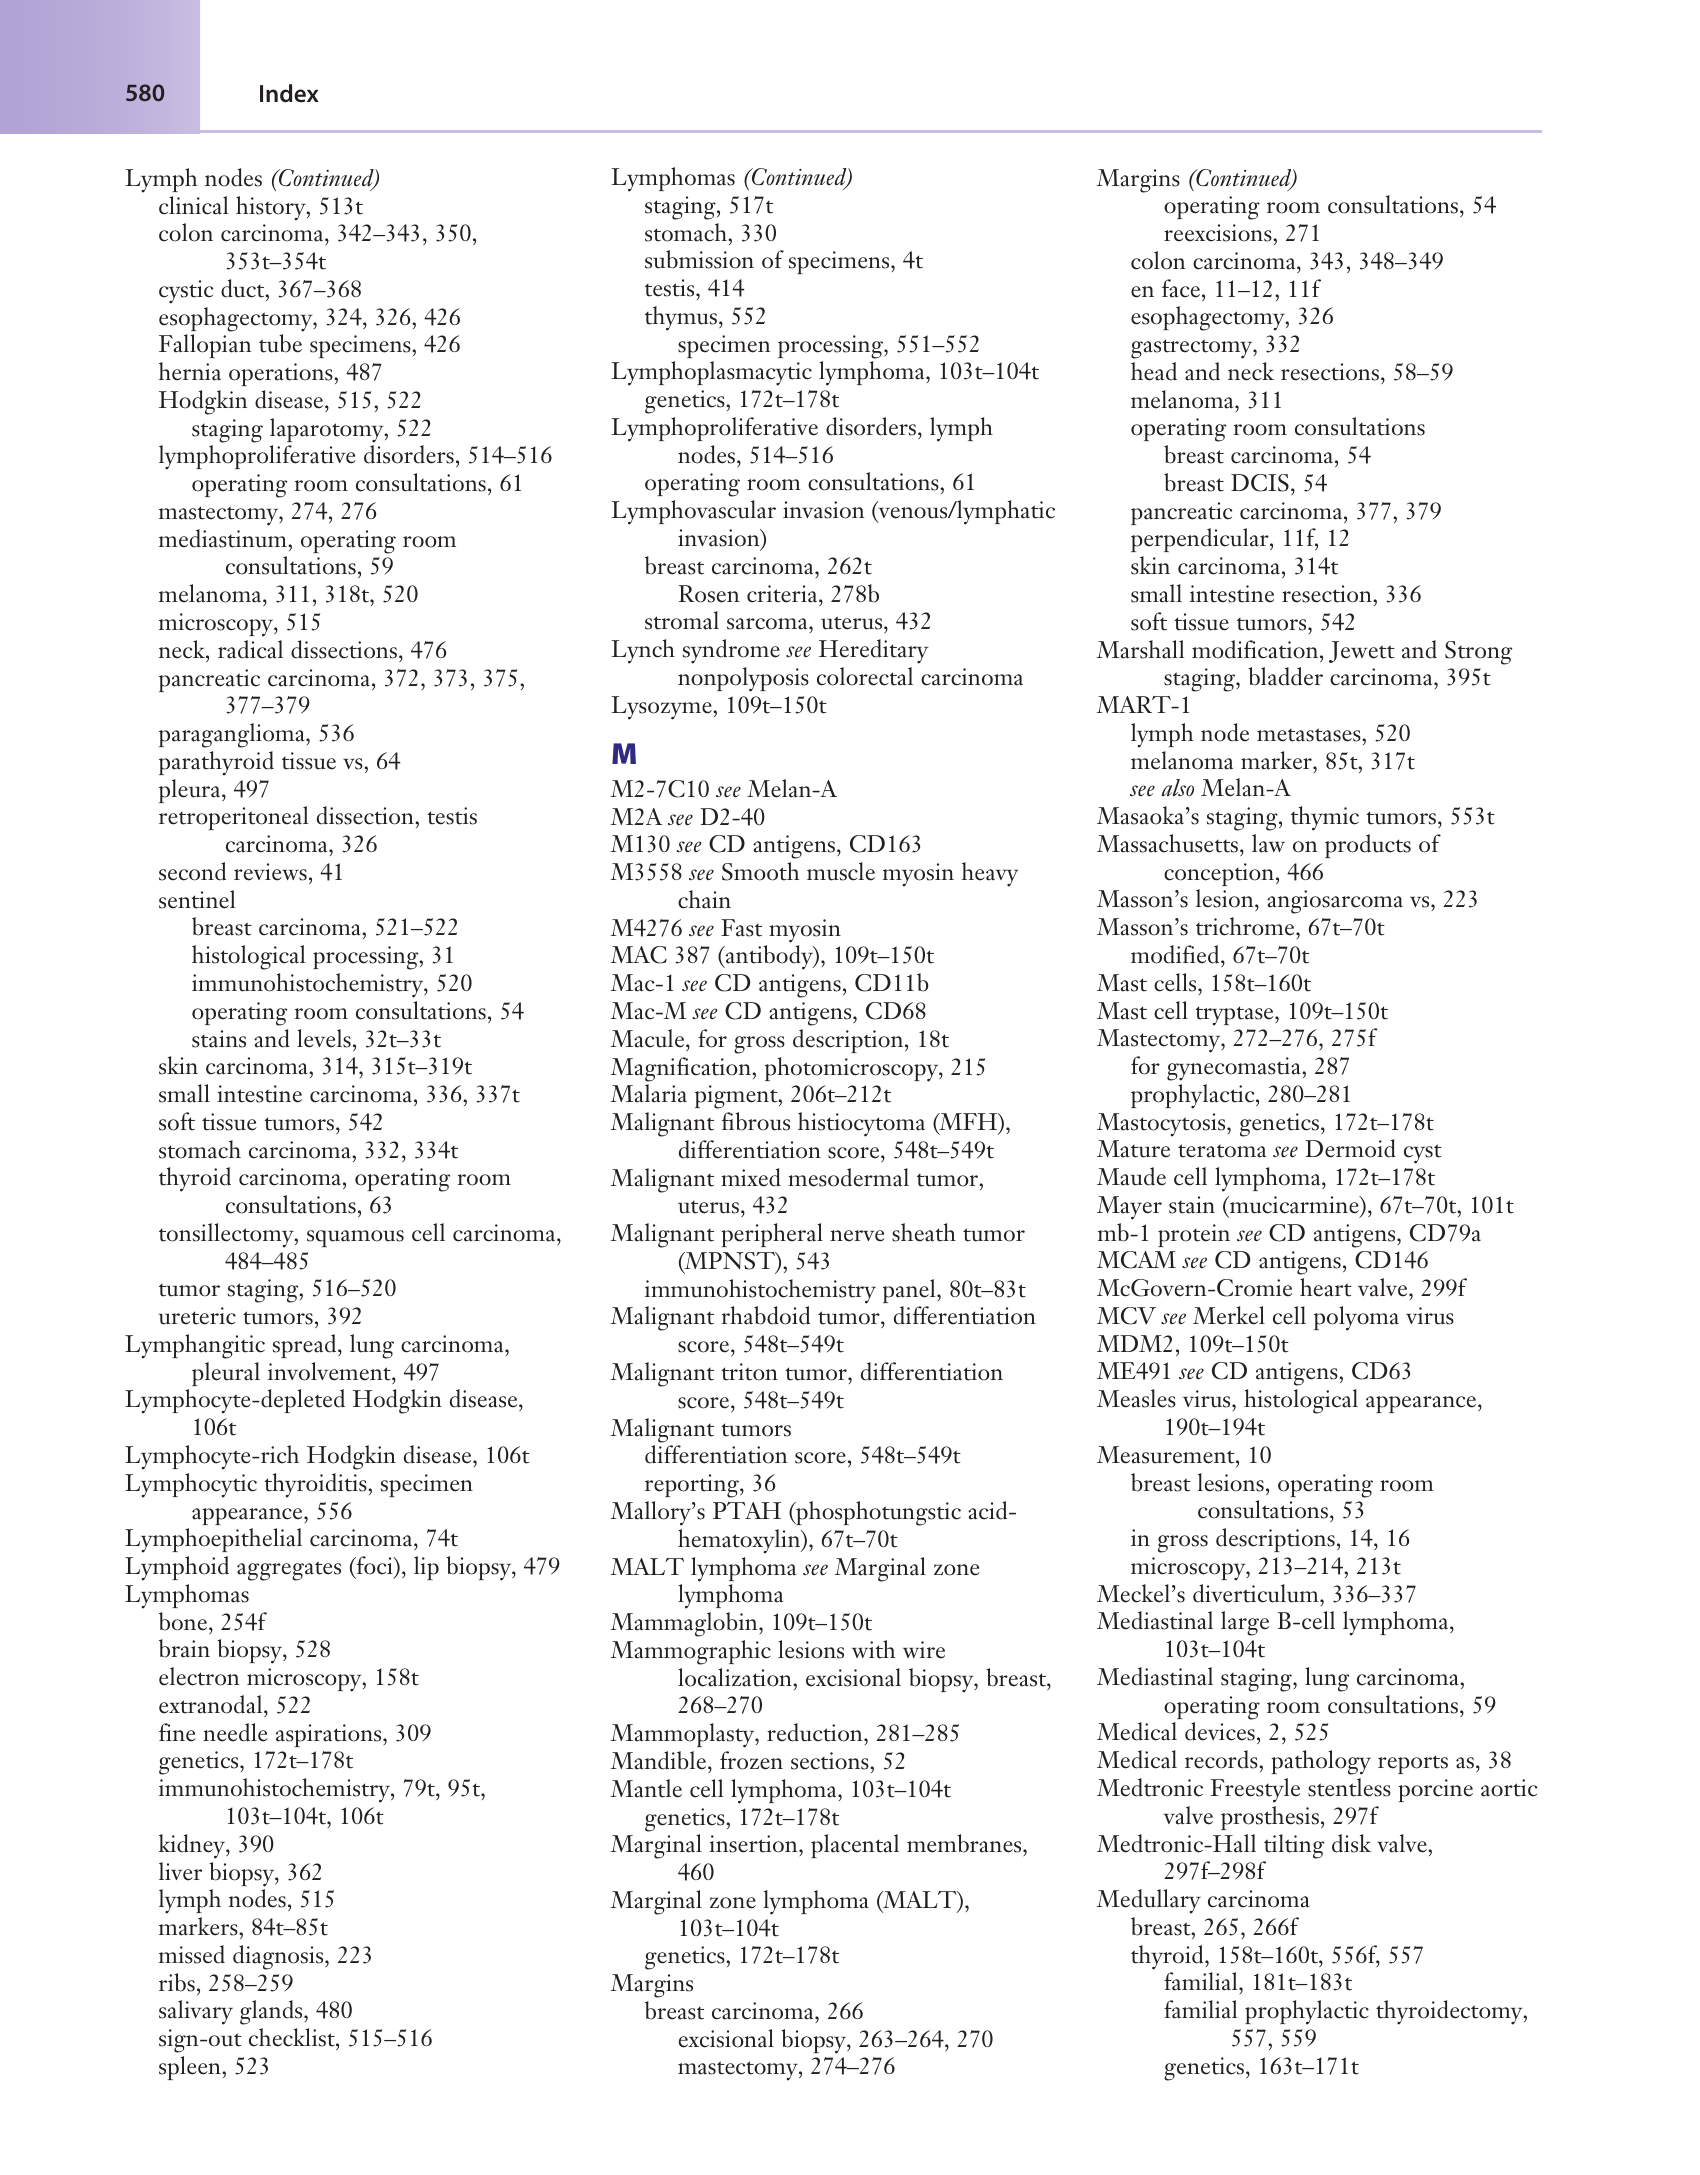 580
Index
Lymph nodes (Continued)
clinical history, 513t
colon carcinoma, 342–343, 350,
353t–354t
cystic duct, 367–368
esophagectomy, 324, 326, 426
Fallopian tube specimens, 426
hernia operations, 487
Hodgkin disease, 515, 522
staging laparotomy, 522
lymphoproliferative disorders, 514–516
operating room consultations, 61
mastectomy, 274, 276
mediastinum, operating room
consultations, 59
melanoma, 311, 318t, 520
microscopy, 515
neck, radical dissections, 476
pancreatic carcinoma, 372, 373, 375,
377–379
paraganglioma, 536
parathyroid tissue vs, 64
pleura, 497
retroperitoneal dissection, testis
carcinoma, 326
second reviews, 41
sentinel
breast carcinoma, 521–522
histological processing, 31
immunohistochemistry, 520
operating room consultations, 54
stains and levels, 32t–33t
skin carcinoma, 314, 315t–319t
small intestine carcinoma, 336, 337t
soft tissue tumors, 542
stomach carcinoma, 332, 334t
thyroid carcinoma, operating room
consultations, 63
tonsillectomy, squamous cell carcinoma,
484–485
tumor staging, 516–520
ureteric tumors, 392
Lymphangitic spread, lung carcinoma,
pleural involvement, 497
Lymphocyte-depleted Hodgkin disease,
106t
Lymphocyte-rich Hodgkin disease, 106t
Lymphocytic thyroiditis, specimen
appearance, 556
Lymphoepithelial carcinoma, 74t
Lymphoid aggregates (foci), lip biopsy, 479
Lymphomas
bone, 254f
brain biopsy, 528
electron microscopy, 158t
extranodal, 522
fine needle aspirations, 309
genetics, 172t–178t
immunohistochemistry, 79t, 95t,
103t–104t, 106t
kidney, 390
liver biopsy, 362
lymph nodes, 515
markers, 84t–85t
missed diagnosis, 223
ribs, 258–259
salivary glands, 480
sign-out checklist, 515–516
spleen, 523
Lymphomas (Continued)
staging, 517t
stomach, 330
submission of specimens, 4t
testis, 414
thymus, 552
specimen processing, 551–552
Lymphoplasmacytic lymphoma, 103t–104t
genetics, 172t–178t
Lymphoproliferative disorders, lymph
nodes, 514–516
operating room consultations, 61
Lymphovascular invasion (venous/lymphatic
invasion)
breast carcinoma, 262t
Rosen criteria, 278b
stromal sarcoma, uterus, 432
Lynch syndrome see Hereditary
nonpolyposis colorectal carcinoma
Lysozyme, 109t–150t
M
M2-7C10 see Melan-A
M2A see D2-40
M130 see CD antigens, CD163
M3558 see Smooth muscle myosin heavy
chain
M4276 see Fast myosin
MAC 387 (antibody), 109t–150t
Mac-1 see CD antigens, CD11b
Mac-M see CD antigens, CD68
Macule, for gross description, 18t
Magnification, photomicroscopy, 215
Malaria pigment, 206t–212t
Malignant fibrous histiocytoma (MFH),
differentiation score, 548t–549t
Malignant mixed mesodermal tumor,
uterus, 432
Malignant peripheral nerve sheath tumor
(MPNST), 543
immunohistochemistry panel, 80t–83t
Malignant rhabdoid tumor, differentiation
score, 548t–549t
Malignant triton tumor, differentiation
score, 548t–549t
Malignant tumors
differentiation score, 548t–549t
reporting, 36
Mallory's PTAH (phosphotungstic acid-
hematoxylin), 67t–70t
MALT lymphoma see Marginal zone
lymphoma
Mammaglobin, 109t–150t
Mammographic lesions with wire
localization, excisional biopsy, breast,
268–270
Mammoplasty, reduction, 281–285
Mandible, frozen sections, 52
Mantle cell lymphoma, 103t–104t
genetics, 172t–178t
Marginal insertion, placental membranes,
460
Marginal zone lymphoma (MALT),
103t–104t
genetics, 172t–178t
Margins
breast carcinoma, 266
excisional biopsy, 263–264, 270
mastectomy, 274–276
Margins (Continued)
operating room consultations, 54
reexcisions, 271
colon carcinoma, 343, 348–349
en face, 11–12, 11f
esophagectomy, 326
gastrectomy, 332
head and neck resections, 58–59
melanoma, 311
operating room consultations
breast carcinoma, 54
breast DCIS, 54
pancreatic carcinoma, 377, 379
perpendicular, 11f, 12
skin carcinoma, 314t
small intestine resection, 336
soft tissue tumors, 542
Marshall modification, Jewett and Strong
staging, bladder carcinoma, 395t
MART-1
lymph node metastases, 520
melanoma marker, 85t, 317t
see also Melan-A
Masaoka's staging, thymic tumors, 553t
Massachusetts, law on products of
conception, 466
Masson's lesion, angiosarcoma vs, 223
Masson's trichrome, 67t–70t
modified, 67t–70t
Mast cells, 158t–160t
Mast cell tryptase, 109t–150t
Mastectomy, 272–276, 275f
for gynecomastia, 287
prophylactic, 280–281
Mastocytosis, genetics, 172t–178t
Mature teratoma see Dermoid cyst
Maude cell lymphoma, 172t–178t
Mayer stain (mucicarmine), 67t–70t, 101t
mb-1 protein see CD antigens, CD79a
MCAM see CD antigens, CD146
McGovern-Cromie heart valve, 299f
MCV see Merkel cell polyoma virus
MDM2, 109t–150t
ME491 see CD antigens, CD63
Measles virus, histological appearance,
190t–194t
Measurement, 10
breast lesions, operating room
consultations, 53
in gross descriptions, 14, 16
microscopy, 213–214, 213t
Meckel's diverticulum, 336–337
Mediastinal large B-cell lymphoma,
103t–104t
Mediastinal staging, lung carcinoma,
operating room consultations, 59
Medical devices, 2, 525
Medical records, pathology reports as, 38
Medtronic Freestyle stentless porcine aortic
valve prosthesis, 297f
Medtronic-Hall tilting disk valve,
297f–298f
Medullary carcinoma
breast, 265, 266f
thyroid, 158t–160t, 556f, 557
familial, 181t–183t
familial prophylactic thyroidectomy,
557, 559
genetics, 163t–171t